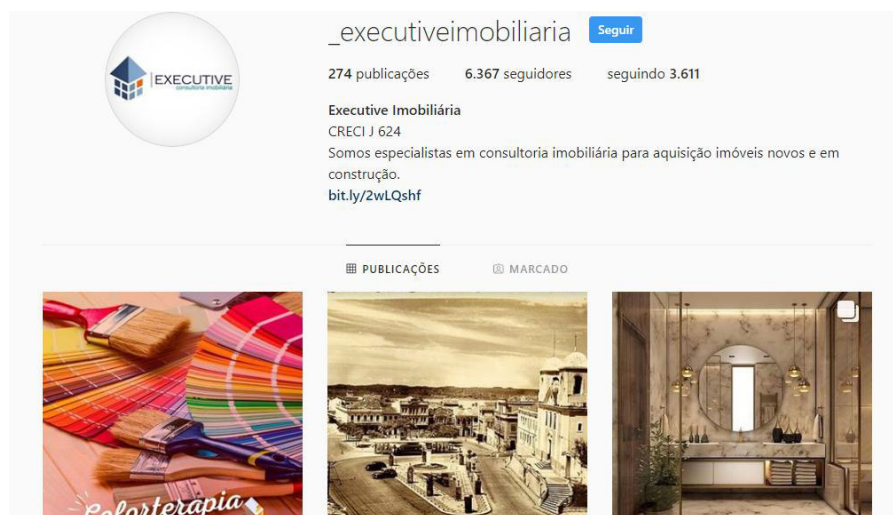 _executiveimobiliaria Seguir
EXECUTIVE
consultoria imobiliária
274 publicações 6.367 seguidores seguindo 3.611
Executive Imobiliária
CRECI J 624
Somos especialistas em consultoria imobiliária para aquisição imóveis novos e em
construção.
bit.ly/2wLQshf
PUBLICAÇÕES MARCADO
Colorterapia